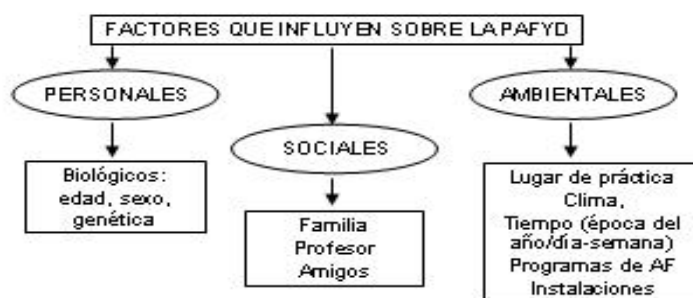 FACTORES QUE INFLUYEN SOBRE LA PAFYD
PERSONALES
Biológicos:
edad, sexo,
genética
SOCIALES
Familia
Profesor
Amigos
AMBIENTALES
Lugar de práctica
Clima,
Tiempo (época del
año/día-semana)
Programas de AF
Instalaciones